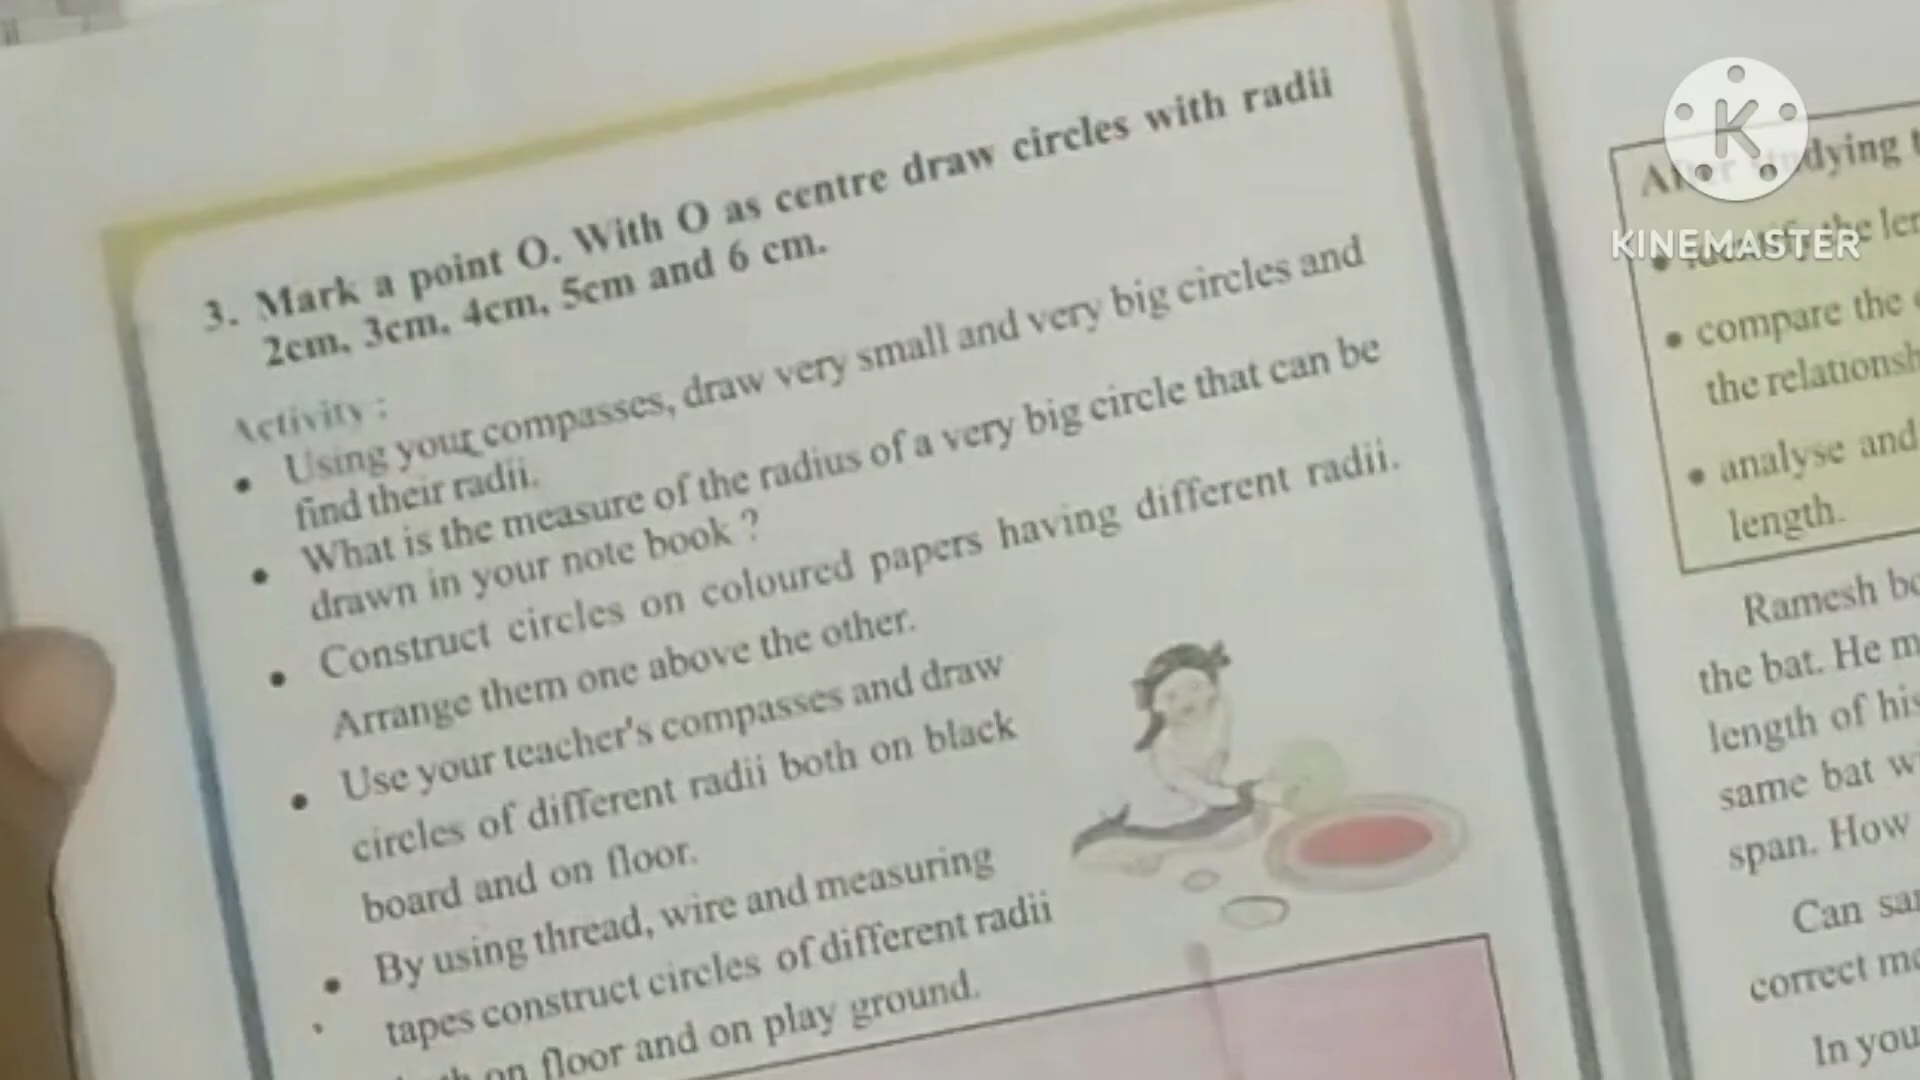 3. Mark a point O. With O as centre draw circles with radii
2cm, 3cm, 4cm, 5cm and 6 cm.
Activity :
• Using your compasses, draw very small and very big circles and
find their radii.
• What is the measure of the radius of a very big circle that can be
drawn in your note book ?
• Construct circles on coloured papers having different radii.
Arrange them one above the other.
• Use your teacher's compasses and draw
circles of different radii both on black
board and on floor.
• By using thread, wire and measuring
tapes construct circles of different radii
on floor and on play ground.
KINEMASTER
the
• compare the
the
• analyse and
length.
Ramesh
the bat. He
length of his
same bat
span. How
Can
correct
In